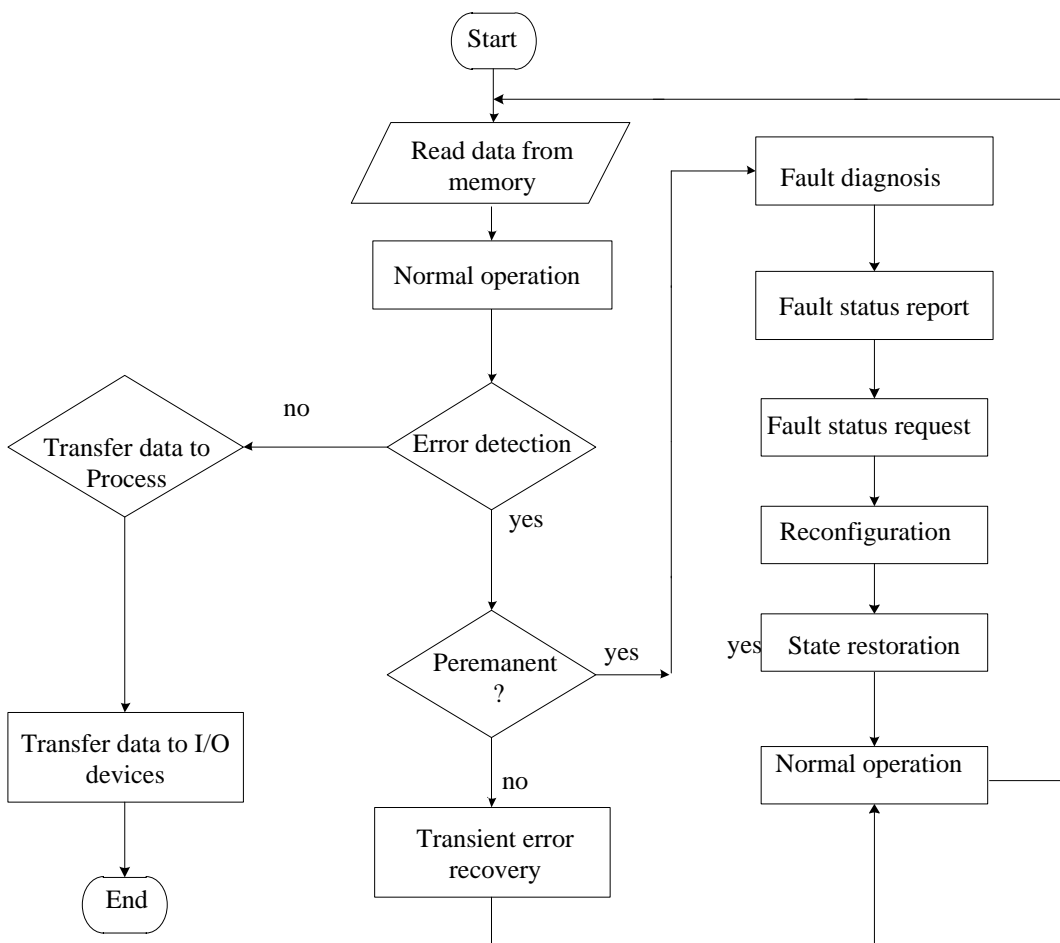 Start
Read data from
memory
Normal operation
Error detection
no
yes
Transfer data to
Process
Peremanent
?
yes
no
Transient error
recovery
Transfer data to I/O
devices
End
Fault diagnosis
Fault status report
Fault status request
Reconfiguration
yes
State restoration
Normal operation